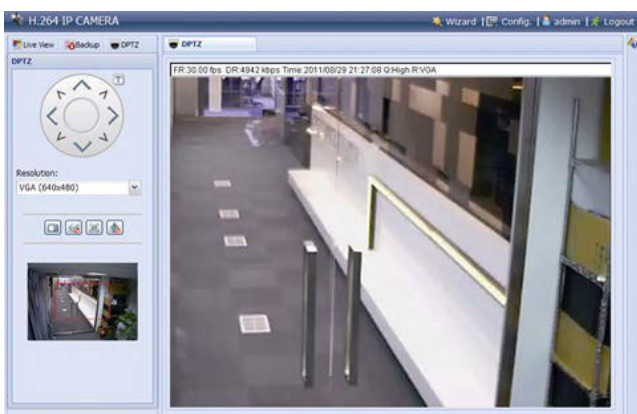 H.264 IP CAMERA
Wizard | Config. | admin | Logout
Live View Backup DPTZ
DPTZ
DPTZ
T
FR:30.00 fps DR:4942 kbps Time:2011/08/29 21:27:08 Q:High R:VGA
Resolution:
VGA (640x480)